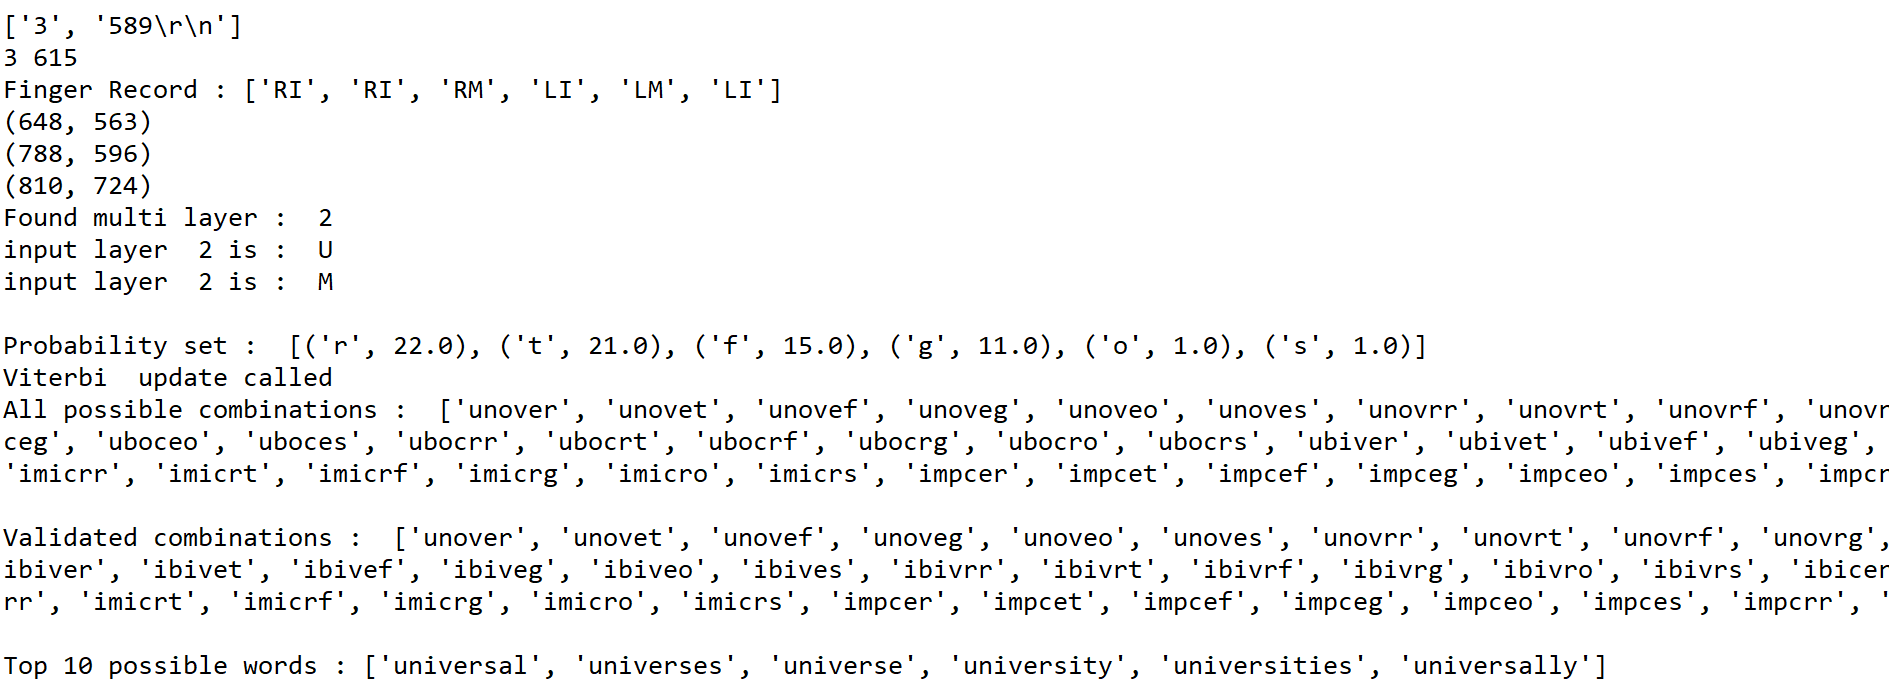 ['3', '589\r\n']
3 615
Finger Record : ['RI', 'RI', 'RM', 'LI', 'LM', 'LI']
(648, 563)
(788, 596)
(810, 724)
Found multi layer :  2
input layer  2 is :  U
input layer  2 is :  M
Probability set :  [('r', 22.0), ('t', 21.0), ('f', 15.0), ('g', 11.0), ('o', 1.0), ('s', 1.0)]
Viterbi  update called
All possible combinations :  ['unover', 'unovet', 'unovef', 'unoveg', 'unoveo', 'unoves', 'unovrr', 'unovrt', 'unovrf', 'unovr
ceg', 'uboceo', 'uboces', 'ubocrr', 'ubocrt', 'ubocrf', 'ubocrg', 'ubocro', 'ubocrs', 'ubiver', 'ubivet', 'ubivef', 'ubiveg',
'imicrr', 'imicrt', 'imicrf', 'imicrg', 'imicro', 'imicrs', 'impcer', 'impcet', 'impcef', 'impceg', 'impceo', 'impces', 'impcr
Validated combinations :  ['unover', 'unovet', 'unovef', 'unoveg', 'unoveo', 'unoves', 'unovrr', 'unovrt', 'unovrf', 'unovrg',
ibiver', 'ibivet', 'ibivef', 'ibiveg', 'ibiveo', 'ibives', 'ibivrr', 'ibivrt', 'ibivrf', 'ibivrg', 'ibivro', 'ibivrs', 'ibicer
rr', 'imicrt', 'imicrf', 'imicrg', 'imicro', 'imicrs', 'impcer', 'impcet', 'impcef', 'impceg', 'impceo', 'impces', 'impcrr', '
Top 10 possible words : ['universal', 'universes', 'universe', 'university', 'universities', 'universally']